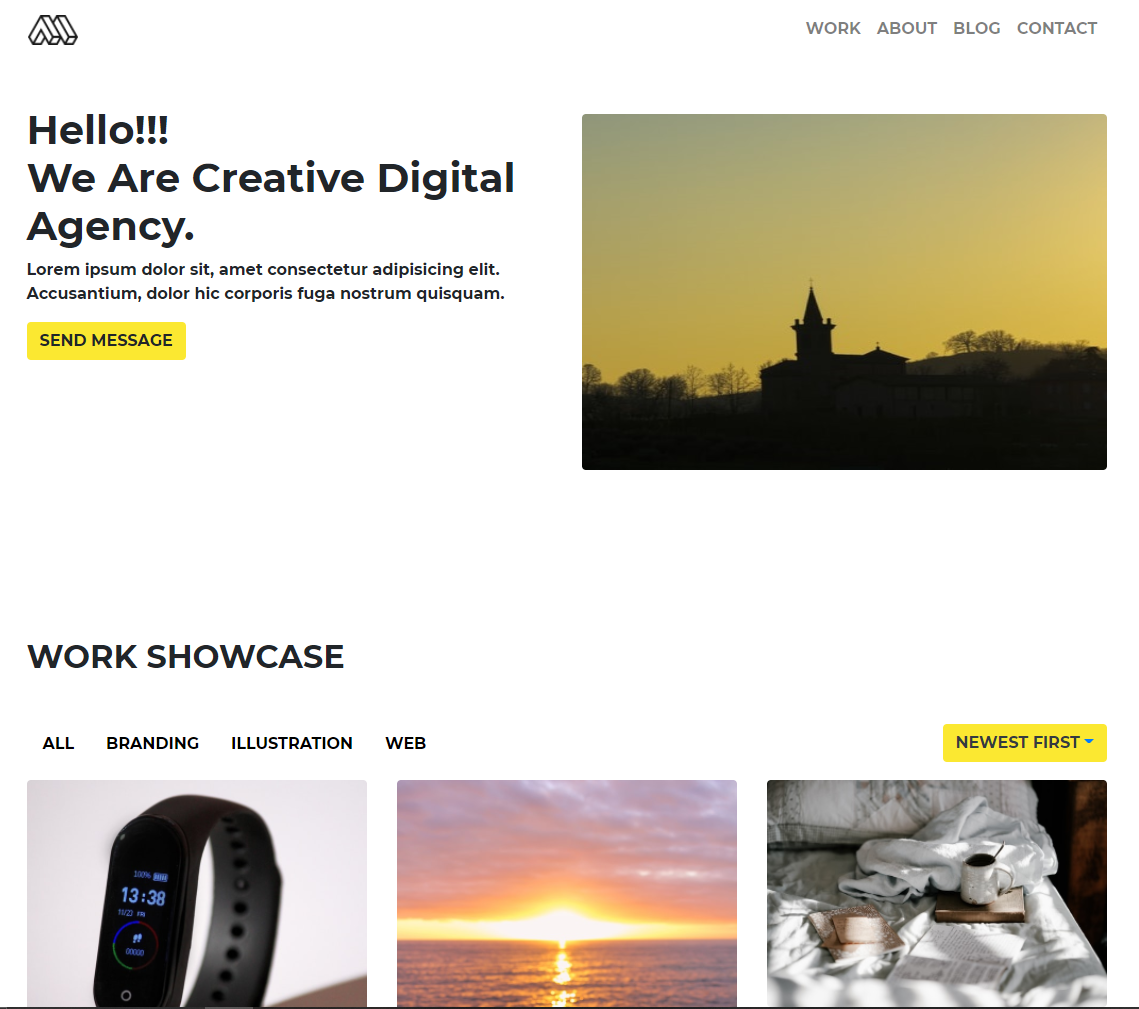 WORK ABOUT BLOG CONTACT
Hello!!!
We Are Creative Digital
Agency.
Lorem ipsum dolor sit, amet consectetur adipisicing elit.
Accusantium, dolor hic corporis fuga nostrum quisquam.
SEND MESSAGE
WORK SHOWCASE
ALL BRANDING ILLUSTRATION WEB
NEWEST FIRST
100%
13:38
11/23 FRI
00000